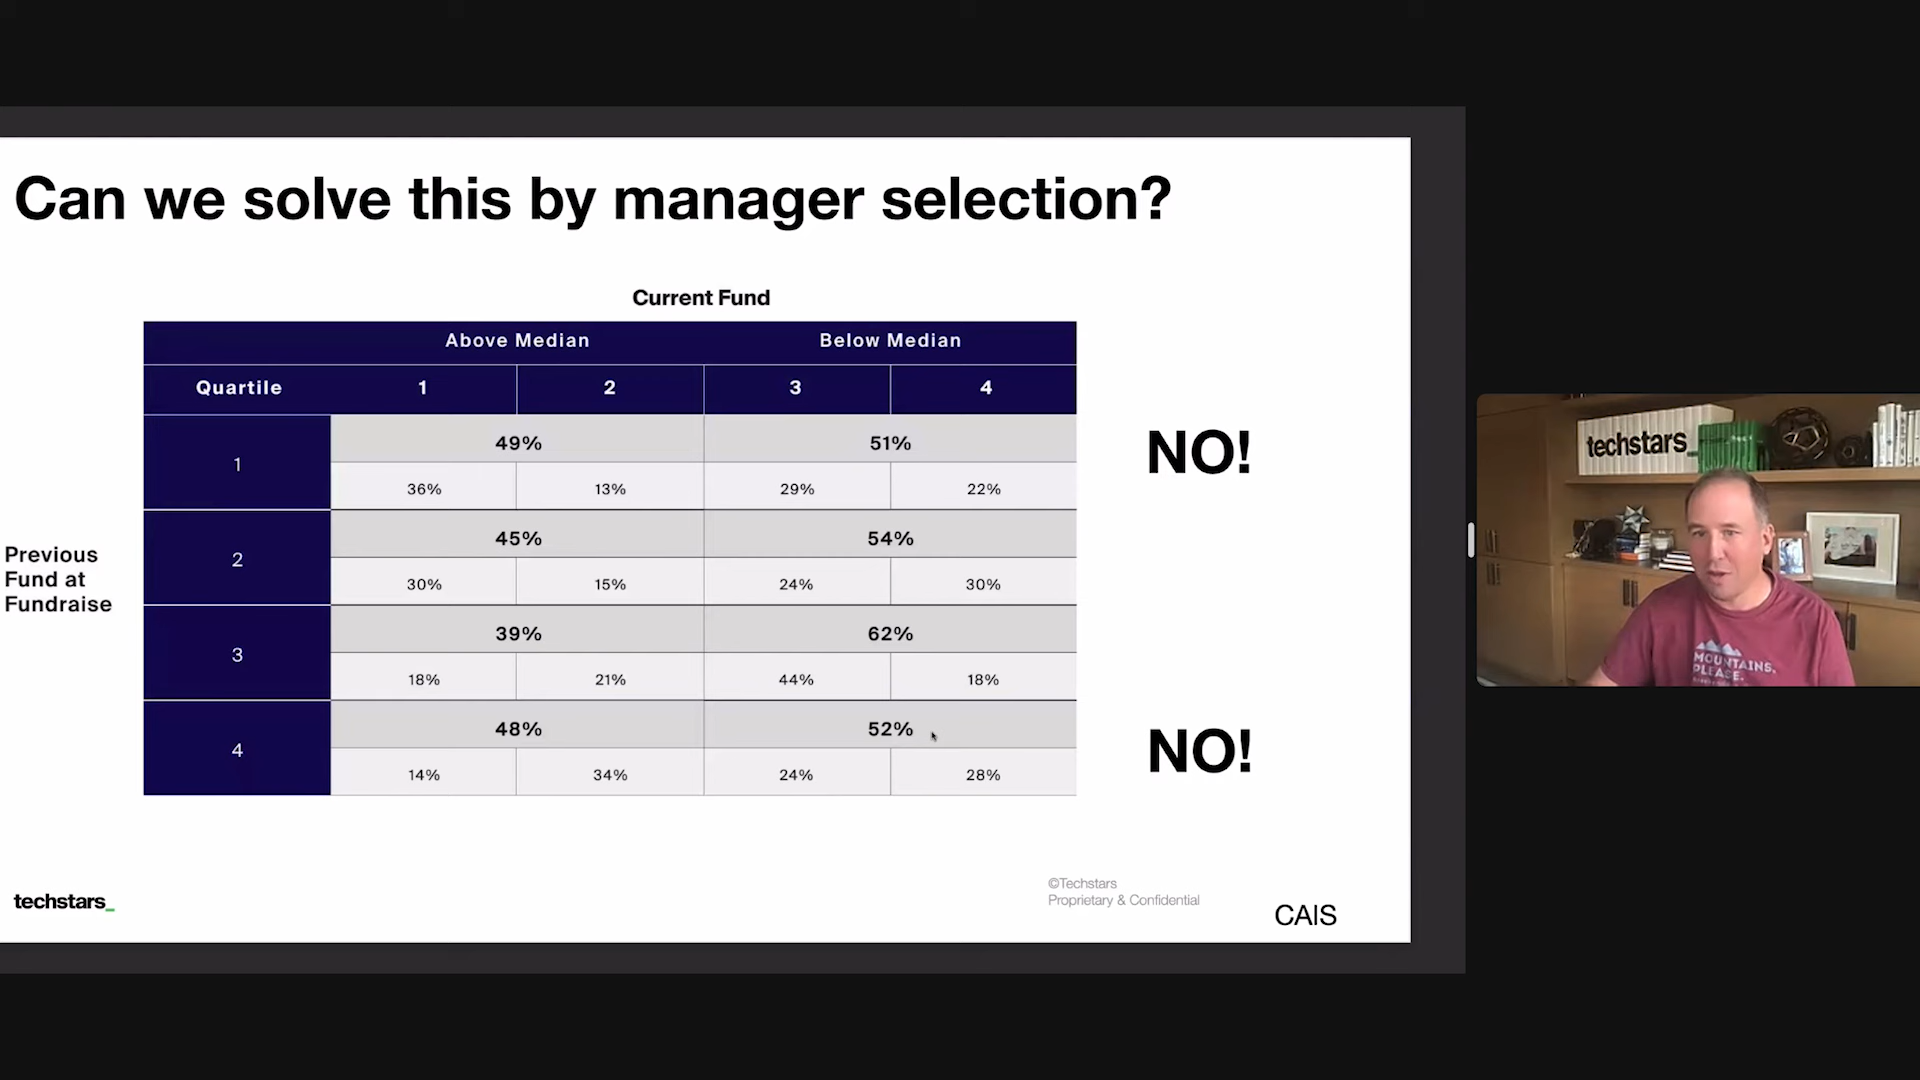 Can we solve this by manager selection?
Current Fund
Above Median Below Median
Quartile 1 2 3 4
1 49% 51%
36% 13% 29% 22%
2 45% 54%
30% 15% 24% 30%
3 39% 62%
18% 21% 44% 18%
4 48% 52%
14% 34% 24% 28%
Previous
Fund at
Fundraise
NO!
NO!
techstars_
©Techstars
Proprietary & Confidential
CAIS
techstars_
MOUNTAINS,
PLEASE.